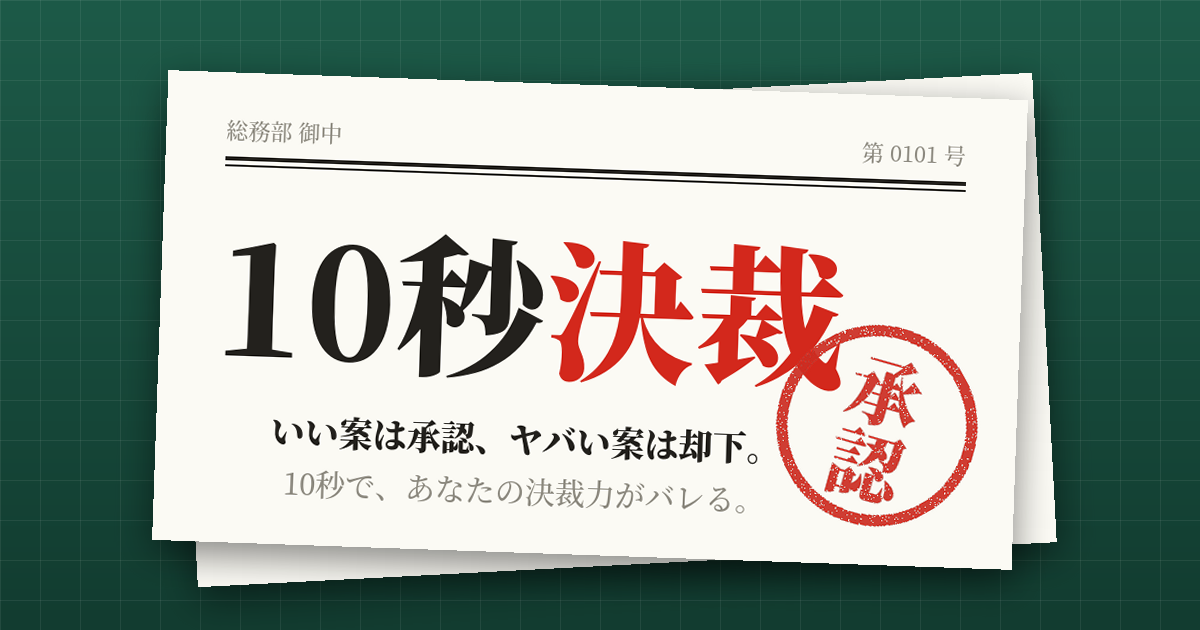 総務部 御中
第 0101 号
10秒決裁
承認
いい案は承認、ヤバい案は却下。
10秒で、あなたの決裁力がバレる。